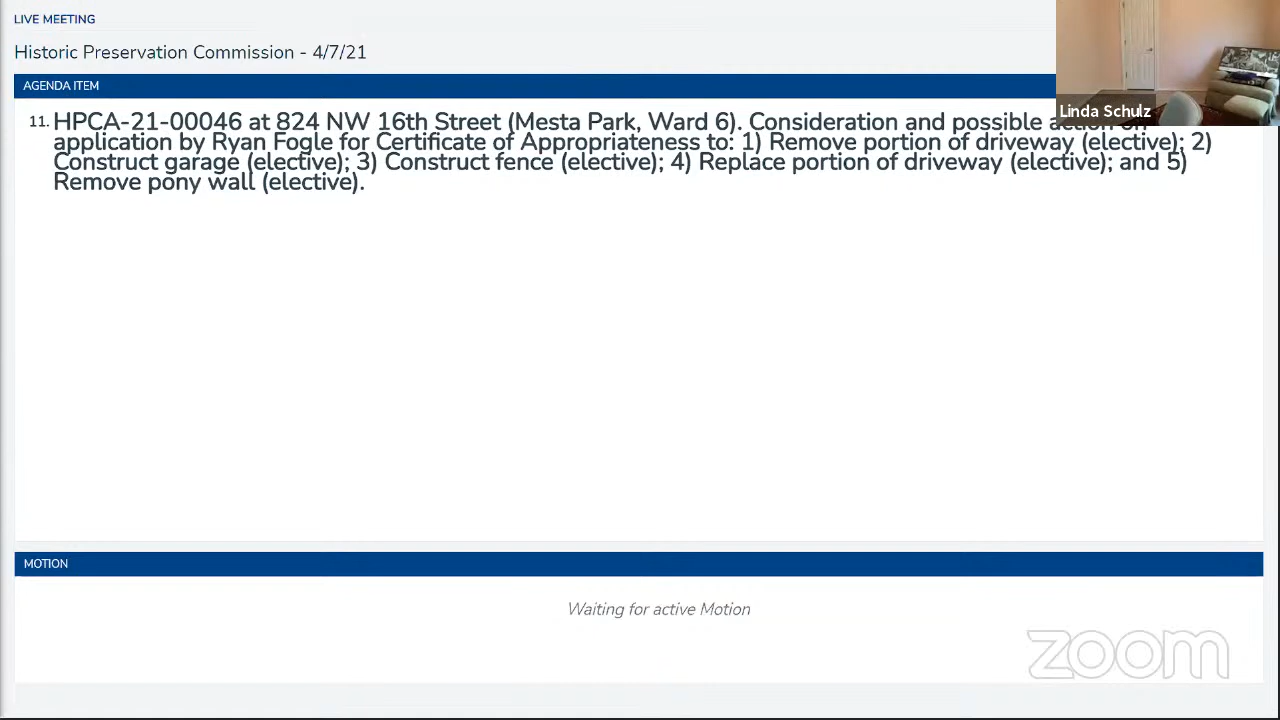 LIVE MEETING
Historic Preservation Commission - 4/7/21
AGENDA ITEM
Linda Schulz
11. HPCA-21-00046 at 824 NW 16th Street (Mesta Park, Ward 6). Consideration and possible action on
application by Ryan Fogle for Certificate of Appropriateness to: 1) Remove portion of driveway (elective); 2)
Construct garage (elective); 3) Construct fence (elective); 4) Replace portion of driveway (elective); and 5)
Remove pony wall (elective).
MOTION
Waiting for active Motion
zoom